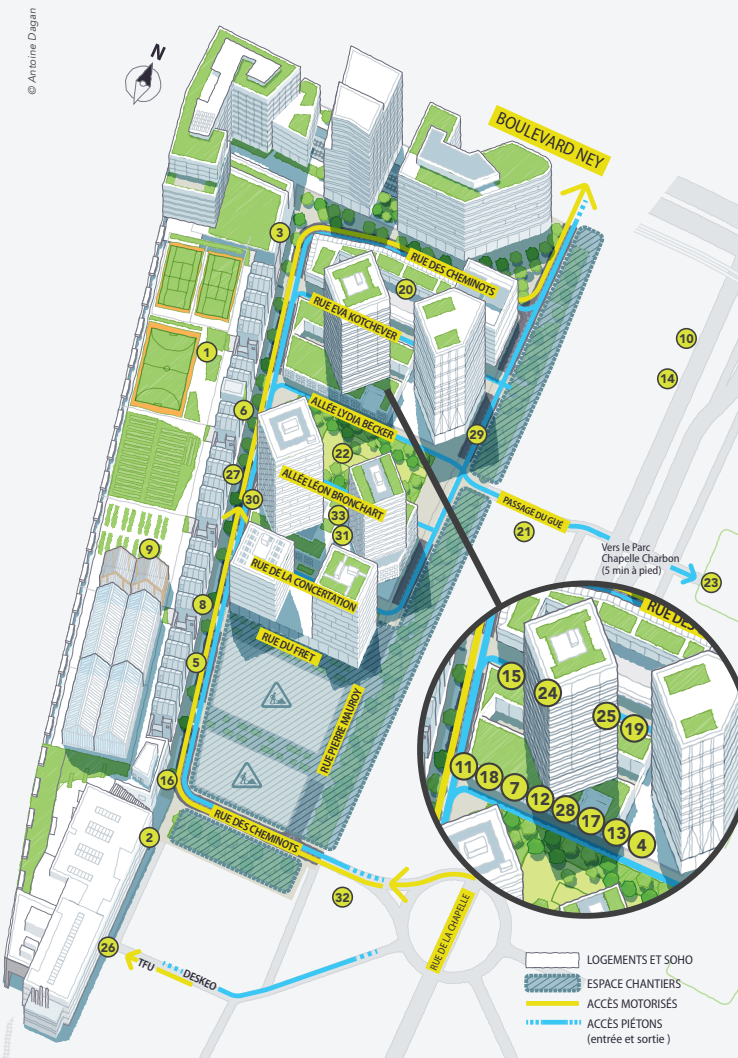 © Antoine Dagan
N
BOULEVARD NEY
3
RUE DES CHEMINOTS
20
RUE EVA KOTCHEVER
1
10
14
6
ALLÉE LYDIA BECKER
29
22
27
ALLÉE LÉON BRONCHART
30
33
31
PASSAGE DU GUÉ
21
Vers le Parc
Chapelle Charbon
(5 min à pied)
23
9
RUE DE LA CONCERTATION
8
RUE DU FRET
5
RUE PIERRE MAUROY
RUE DES
15
24
25
19
11
18
7
12
28
17
13
4
16
RUE DES CHEMINOTS
2
32
RUE DE LA CHAPELLE
26
TFU
DESKEO
LOGEMENTS ET SOHO
ESPACE CHANTIERS
ACCÈS MOTORISÉS
ACCÈS PIÉTONS
(entrée et sortie )